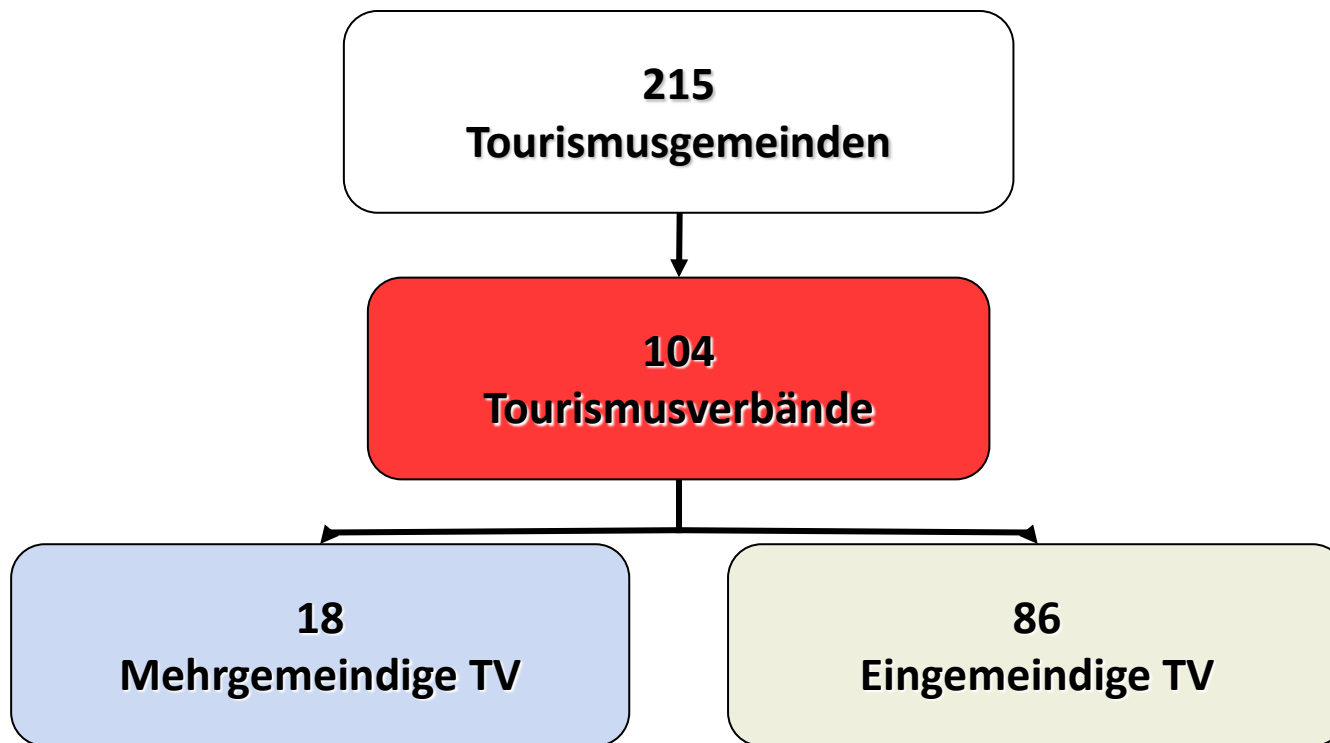 215
Tourismusgemeinden
104
Tourismusverbände
18
Mehrgemeindige TV
86
Eingemeindige TV